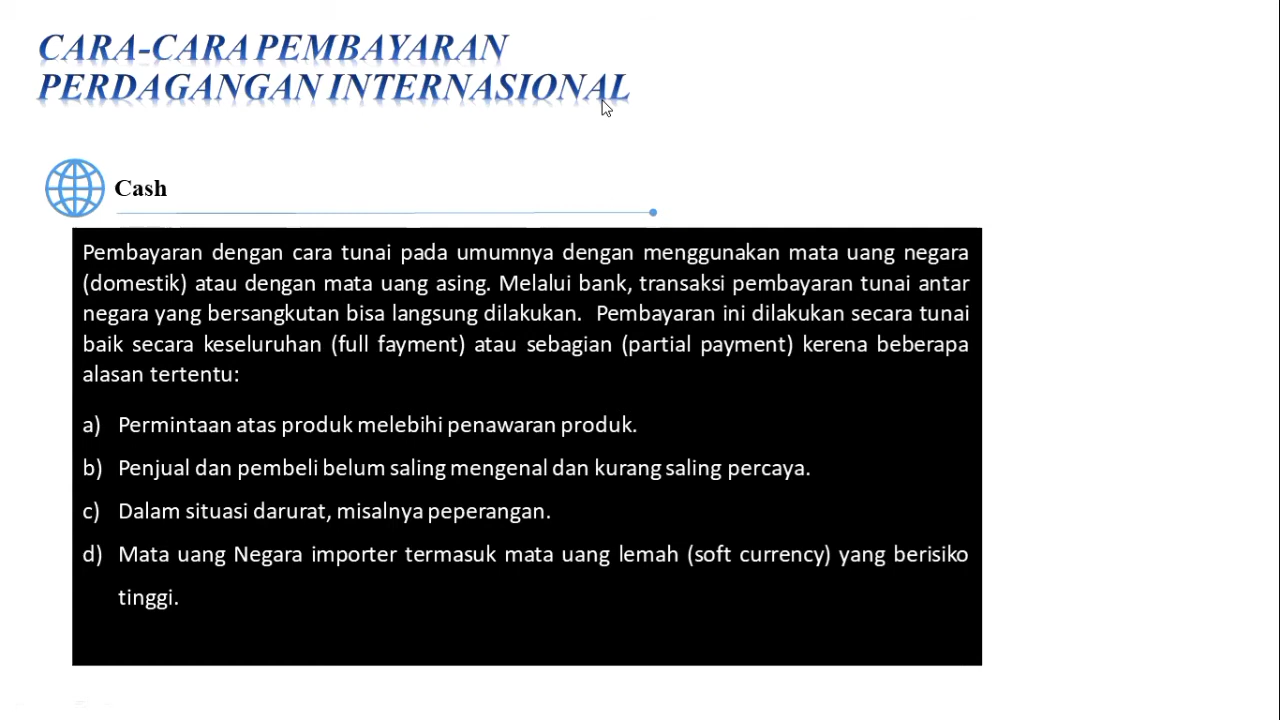 CARA-CARA PEMBAYARAN
PERDAGANGAN INTERNASIONAL
Cash
Pembayaran dengan cara tunai pada umumnya dengan menggunakan mata uang negara
(domestik) atau dengan mata uang asing. Melalui bank, transaksi pembayaran tunai antar
negara yang bersangkutan bisa langsung dilakukan. Pembayaran ini dilakukan secara tunai
baik secara keseluruhan (full fayment) atau sebagian (partial payment) kerena beberapa
alasan tertentu:
a) Permintaan atas produk melebihi penawaran produk.
b) Penjual dan pembeli belum saling mengenal dan kurang saling percaya.
c) Dalam situasi darurat, misalnya peperangan.
d) Mata uang Negara importer termasuk mata uang lemah (soft currency) yang berisiko
tinggi.